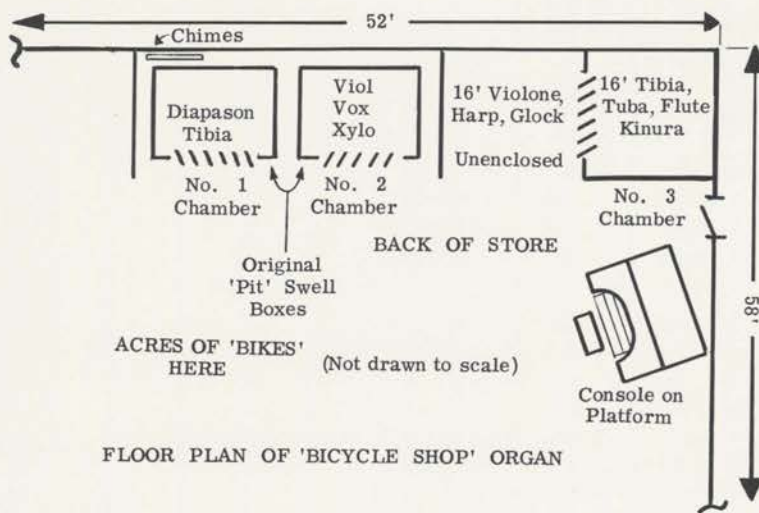 52'
Chimes
Diapason
Tibia
Viol
Vox
Xylo
16' Violone,
Harp, Glock
Unenclosed
16' Tibia,
Tuba, Flute
Kinura
No. 1
Chamber
No. 2
Chamber
No. 3
Chamber
BACK OF STORE
Original
'Pit' Swell
Boxes
58'
ACRES OF 'BIKES'
HERE
(Not drawn to scale)
Console on
Platform
FLOOR PLAN OF 'BICYCLE SHOP' ORGAN